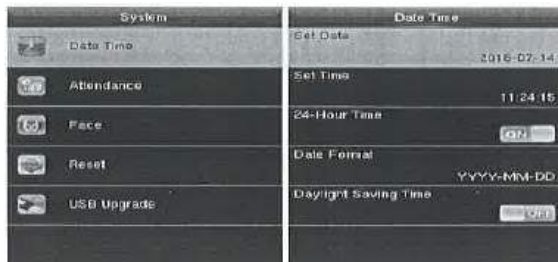 System
Date Time
Attendance
Face
Reset
USB Upgrade
Date Time
Set Date
2016-07-14
Set Time
11:24:15
24-Hour Time
ON
Date Format
YYYY-MM-DD
Daylight Saving Time
OFF